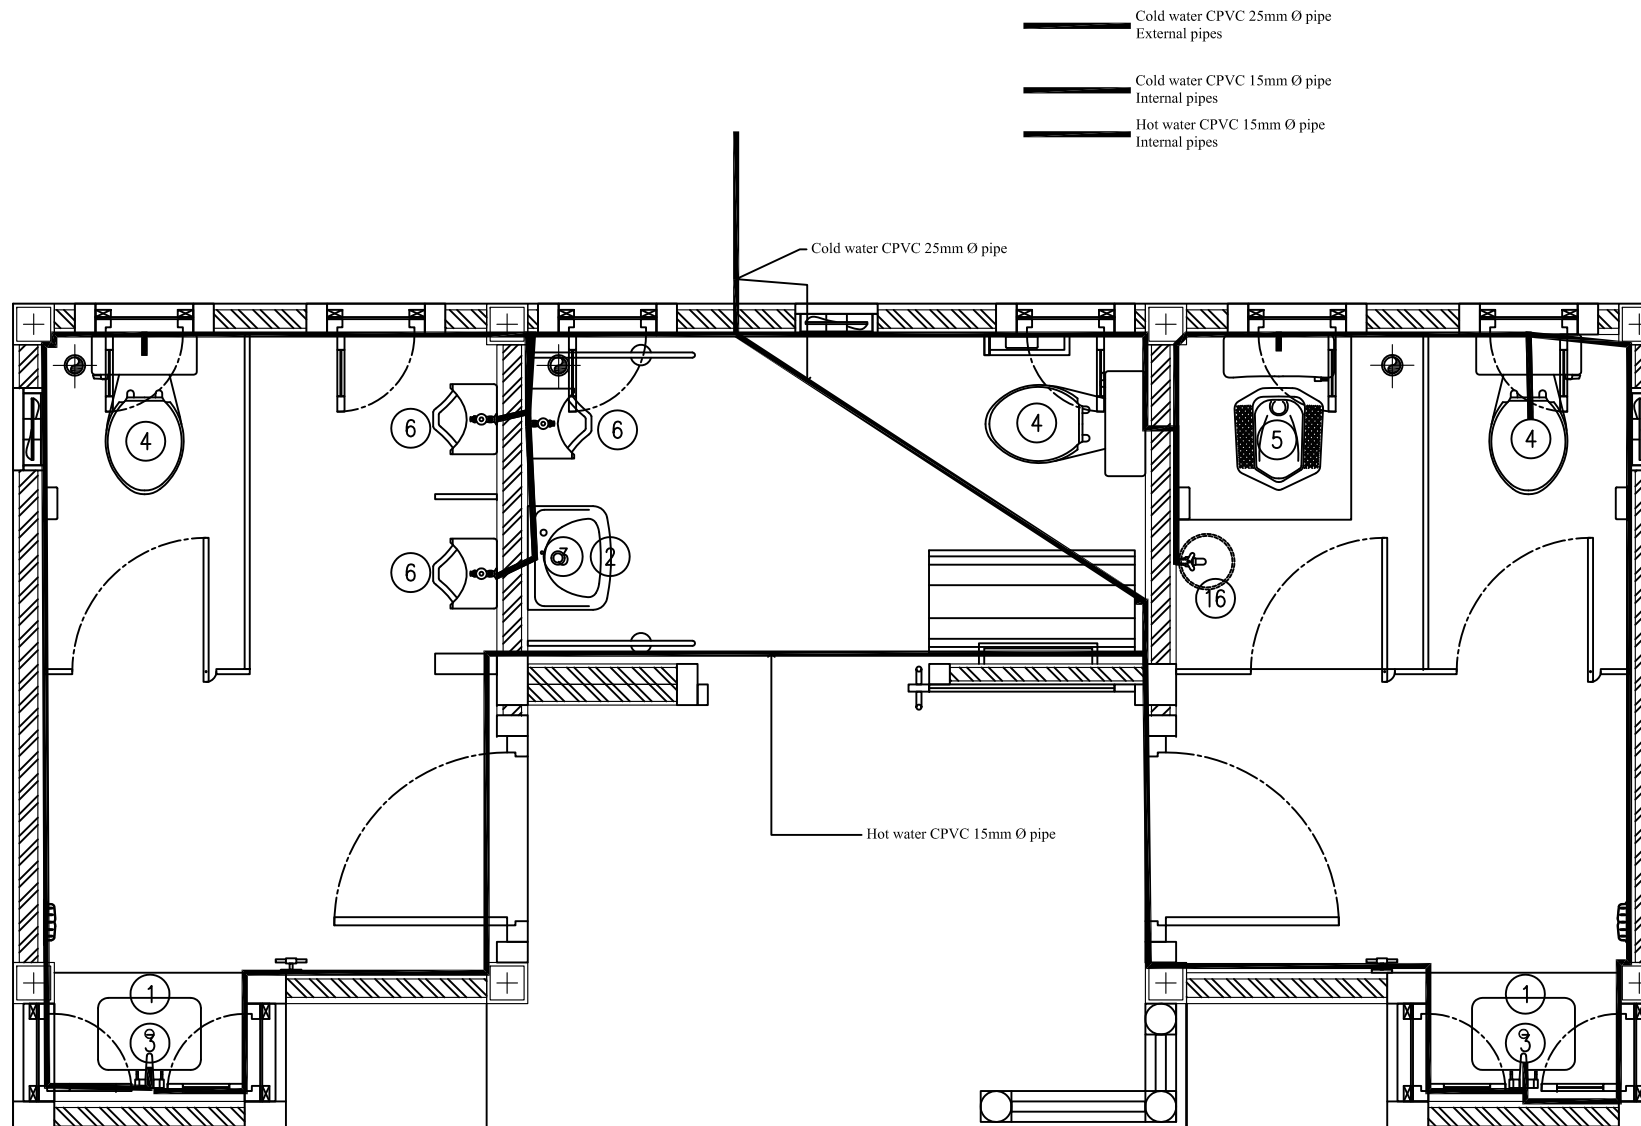 Cold water CPVC 25mm Ø pipe
External pipes
Cold water CPVC 15mm Ø pipe
Internal pipes
Hot water CPVC 15mm Ø pipe
Internal pipes
Cold water CPVC 25mm Ø pipe
4
6
6
4
5
4
6
3
2
16
Hot water CPVC 15mm Ø pipe
1
1
3
3